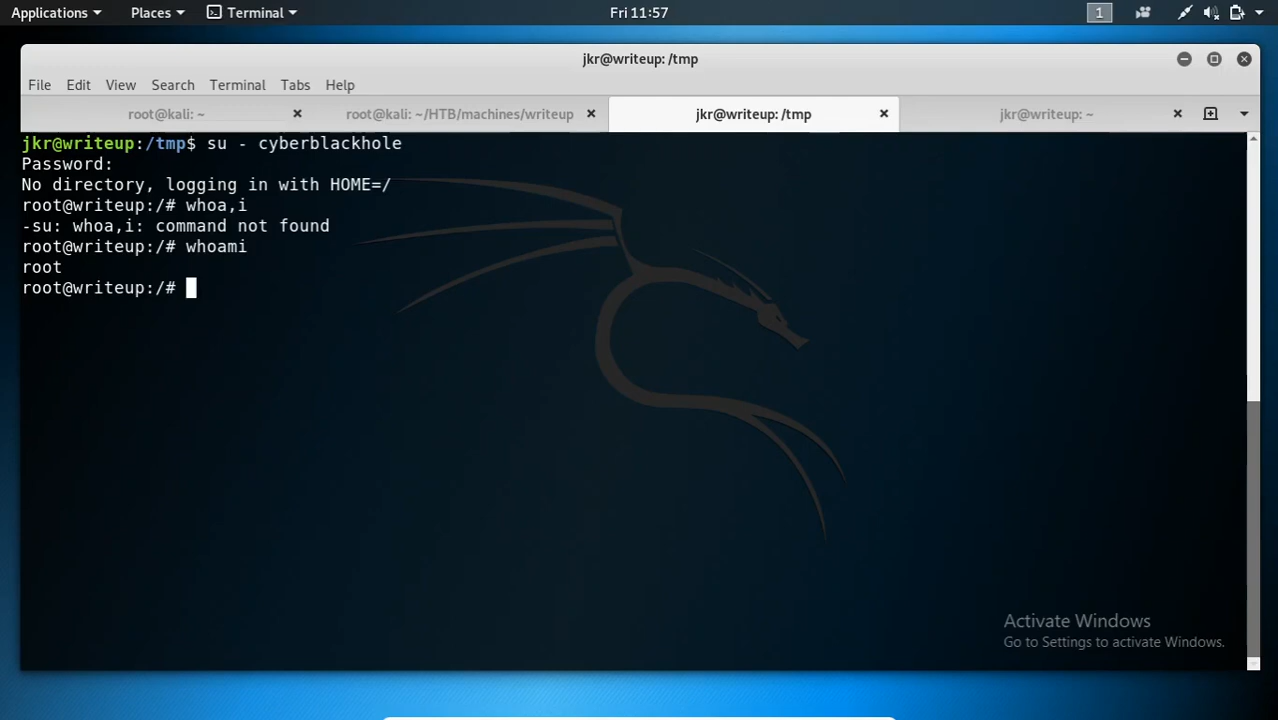 Applications Places Terminal Fri 11:57 1
jkr@writeup: /tmp
File Edit View Search Terminal Tabs Help
root@kali: ~ root@kali: ~/HTB/machines/writeup jkr@writeup: /tmp jkr@writeup: ~
jkr@writeup:/tmp$ su - cyberblackhole
Password:
No directory, logging in with HOME=/
root@writeup:/# whoa,i
-su: whoa,i: command not found
root@writeup:/# whoami
root
root@writeup:/#
Activate Windows
Go to Settings to activate Windows.